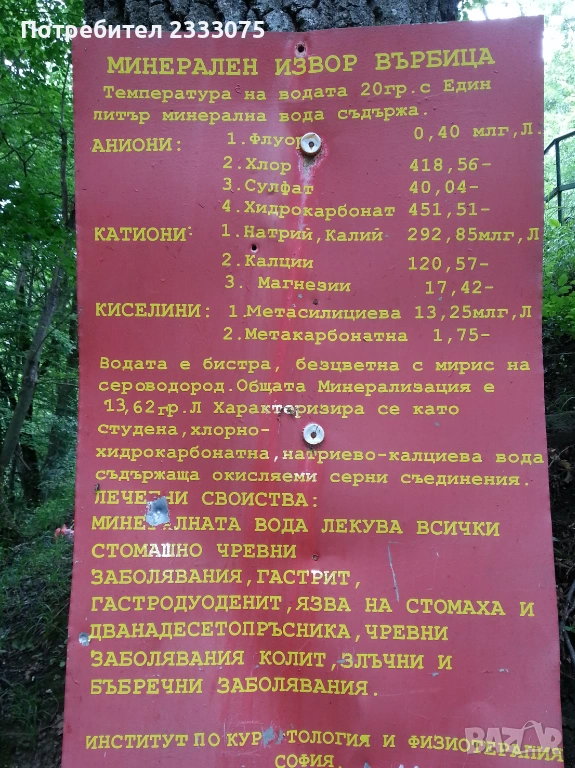 Потребител 2333075
МИНЕРАЛЕН ИЗВОР ВЪРБИЦА
Температура на водата 20гр.с Един
литър минерална вода съдържа.
АНИОНИ: 1.Флуор 0,40 млг,Л.
2.Хлор 418,56-
3.Сулфат 40,04-
4.Хидрокарбонат 451,51-
КАТИОНИ: 1.Натрий,Калий 292,85млг,Л
2.Калции 120,57-
3. Магнезии 17,42-
КИСЕЛИНИ: 1.Метасилициева 13,25млг,Л
2.Метакарбонатна 1,75-
Водата е бистра, безцветна с мирис на
сероводород.Общата Минерализация е
13,62гр.Л Характеризира се като
студена,хлорно-
хидрокарбонатна,натриево-калциева вода
съдържаща окисляеми серни съединения.
ЛЕЧЕБНИ СВОИСТВА:
МИНЕРАЛНАТА ВОДА ЛЕКУВА ВСИЧКИ
СТОМАШНО ЧРЕВНИ
ЗАБОЛЯВАНИЯ,ГАСТРИТ,
ГАСТРОДУОДЕНИТ,ЯЗВА НА СТОМАХА И
ДВАНАДЕСЕТОПРЪСНИКА,ЧРЕВНИ
ЗАБОЛЯВАНИЯ КОЛИТ,ЗЛЪЧНИ И
БЪБРЕЧНИ ЗАБОЛЯВАНИЯ.
ИНСТИТУТ ПО КУРОРТОЛОГИЯ И ФИЗИОТЕРАПИЯ
СОФИЯ.
BAZAR